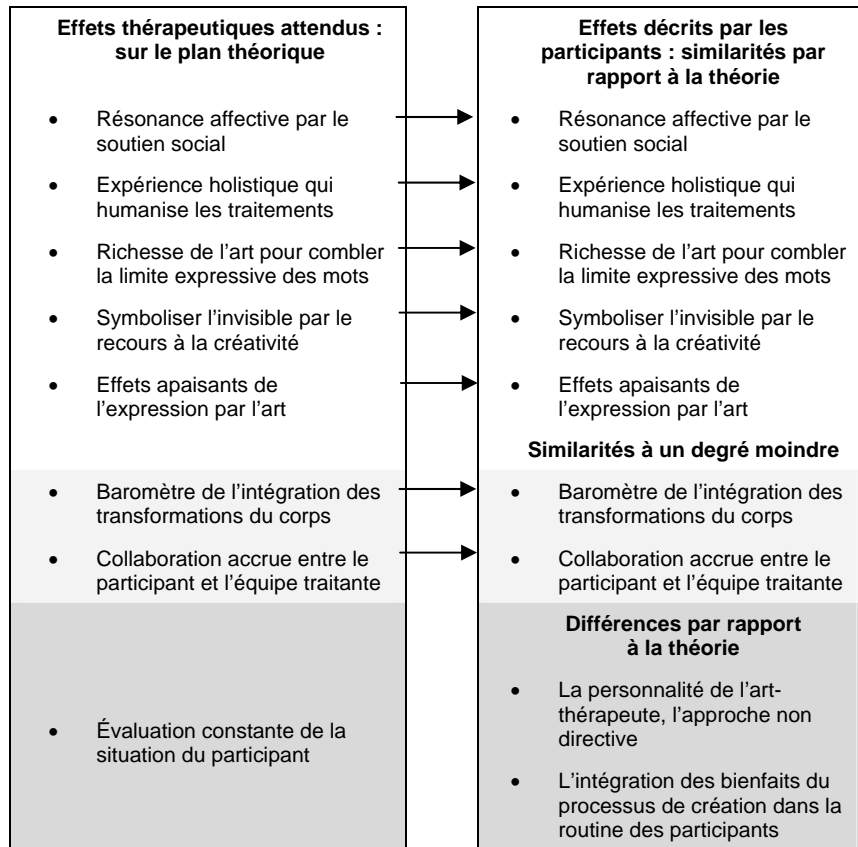 Effets thérapeutiques attendus :
sur le plan théorique
• Résonance affective par le
soutien social
• Expérience holistique qui
humanise les traitements
• Richesse de l’art pour combler
la limite expressive des mots
• Symboliser l’invisible par le
recours à la créativité
• Effets apaisants de
l’expression par l’art
• Baromètre de l’intégration des
transformations du corps
• Collaboration accrue entre le
participant et l’équipe traitante
• Évaluation constante de la
situation du participant
Effets décrits par les
participants : similarités par
rapport à la théorie
• Résonance affective par le
soutien social
• Expérience holistique qui
humanise les traitements
• Richesse de l’art pour combler
la limite expressive des mots
• Symboliser l’invisible par le
recours à la créativité
• Effets apaisants de
l’expression par l’art
Similarités à un degré moindre
• Baromètre de l’intégration des
transformations du corps
• Collaboration accrue entre le
participant et l’équipe traitante
Différences par rapport
à la théorie
• La personnalité de l’art-
thérapeute, l’approche non
directive
• L’intégration des bienfaits du
processus de création dans la
routine des participants